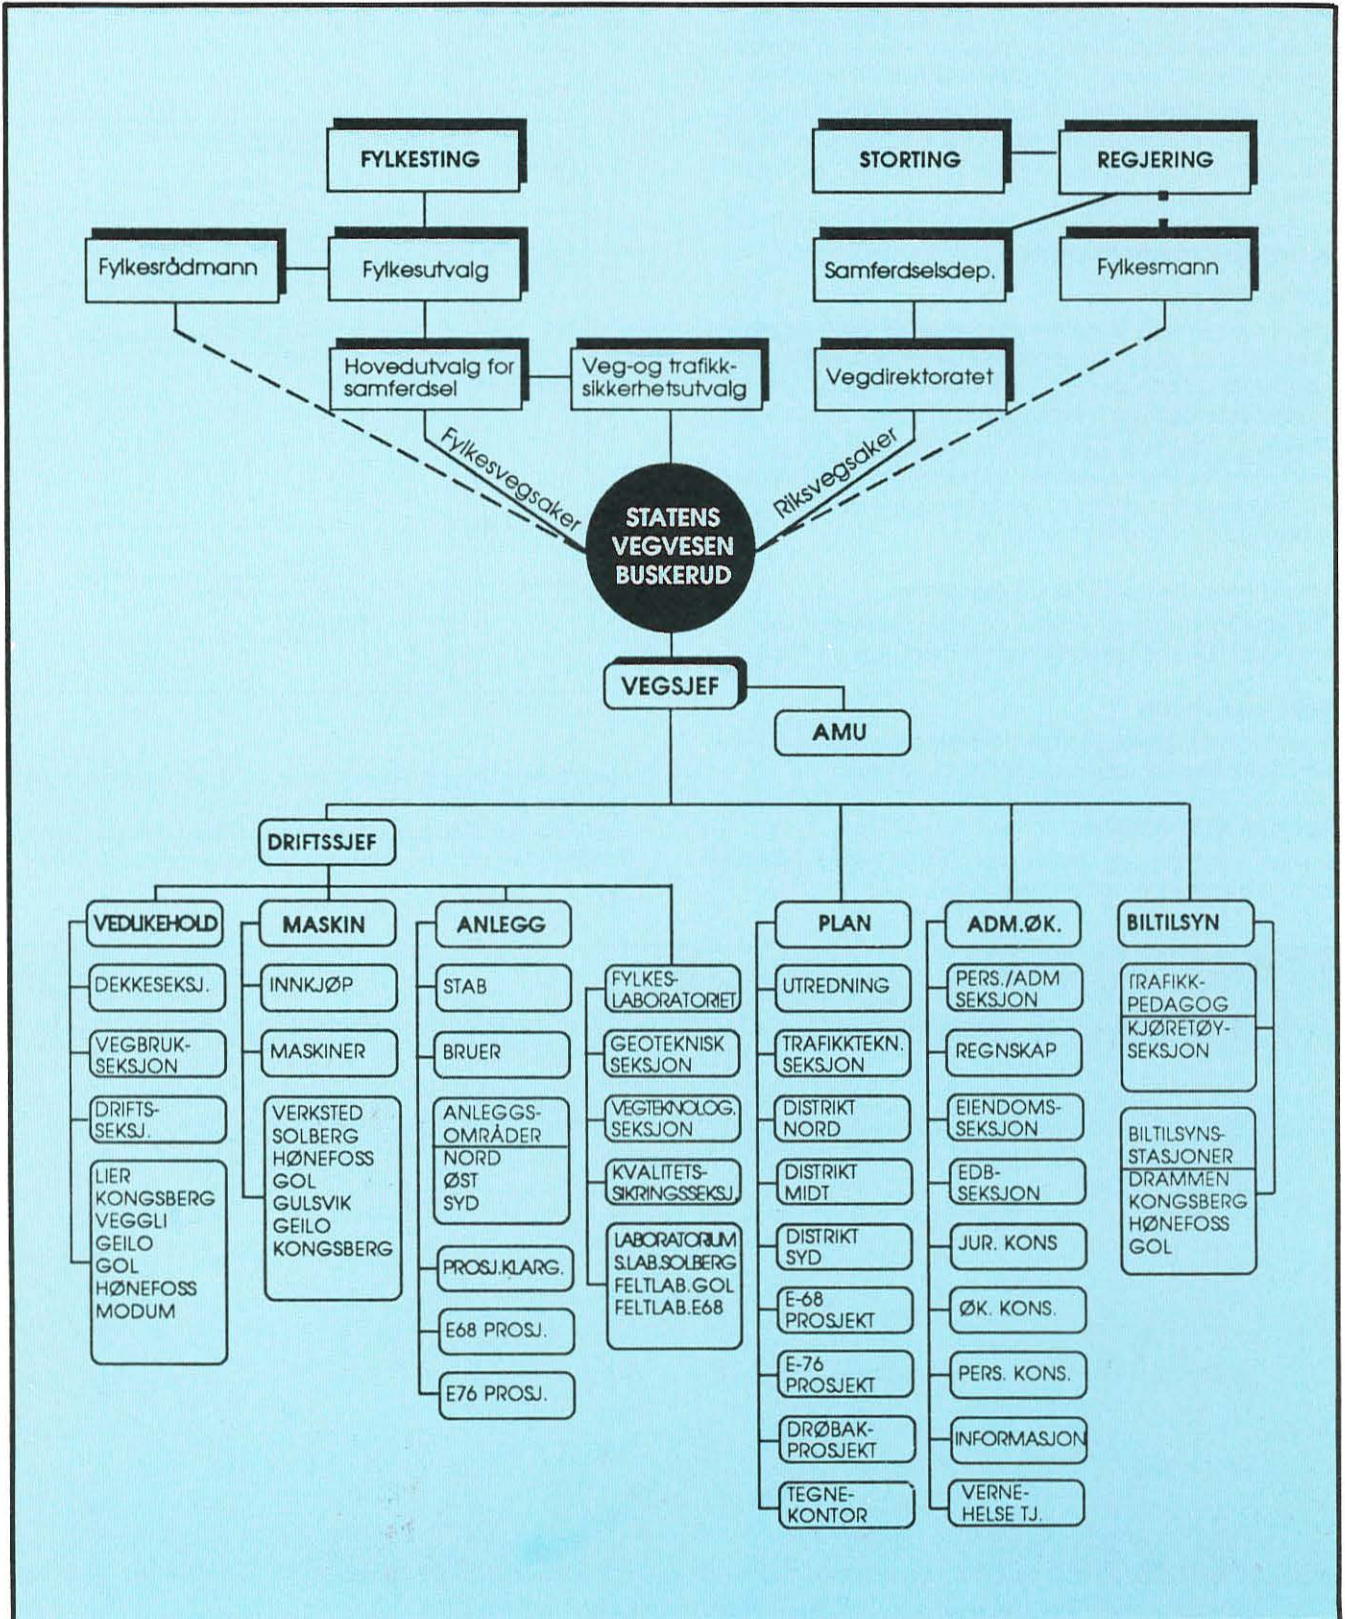 FYLKESTING
STORTING
REGJERING
Fylkesrådmann
Fylkesutvalg
Samferdselsdep.
Fylkesmann
Hovedutvalg for
samferdsel
Veg-og trafikk-
sikkerhetsutvalg
Vegdirektoratet
Fylkesvegsaker
Riksvegsaker
STATENS
VEGVESEN
BUSKERUD
VEGSJEF
AMU
DRIFTSSJEF
VEDLIKEHOLD
DEKKESEKSJ.
VEGBRUK-
SEKSJON
DRIFTS-
SEKSJ.
LIER
KONGSBERG
VEGGLI
GEILO
GOL
HØNEFOSS
MODUM
MASKIN
INNKJØP
MASKINER
VERKSTED
SOLBERG
HØNEFOSS
GOL
GULSVIK
GEILO
KONGSBERG
ANLEGG
STAB
BRUER
ANLEGGS-
OMRÅDER
NORD
ØST
SYD
PROSJ.KLARG.
E68 PROSJ.
E76 PROSJ.
FYLKES-
LABORATORIET
GEOTEKNISK
SEKSJON
VEGTEKNOLOG.
SEKSJON
KVALITETS-
SIKRINGSSEKSJ.
LABORATORIUM
S.LAB.SOLBERG
FELTLAB.GOL
FELTLAB.E68
PLAN
UTREDNING
TRAFIKKTEKN.
SEKSJON
DISTRIKT
NORD
DISTRIKT
MIDT
DISTRIKT
SYD
E-68
PROSJEKT
E-76
PROSJEKT
DRØBAK-
PROSJEKT
TEGNE-
KONTOR
ADM.ØK.
PERS./ADM
SEKSJON
REGNSKAP
EIENDOMS-
SEKSJON
EDB-
SEKSJON
JUR. KONS
ØK. KONS.
PERS. KONS.
INFORMASJON
VERNE-
HELSE TJ.
BILTILSYN
TRAFIKK-
PEDAGOG
KJØRETØY-
SEKSJON
BILTILSYNS-
STASJONER
DRAMMEN
KONGSBERG
HØNEFOSS
GOL